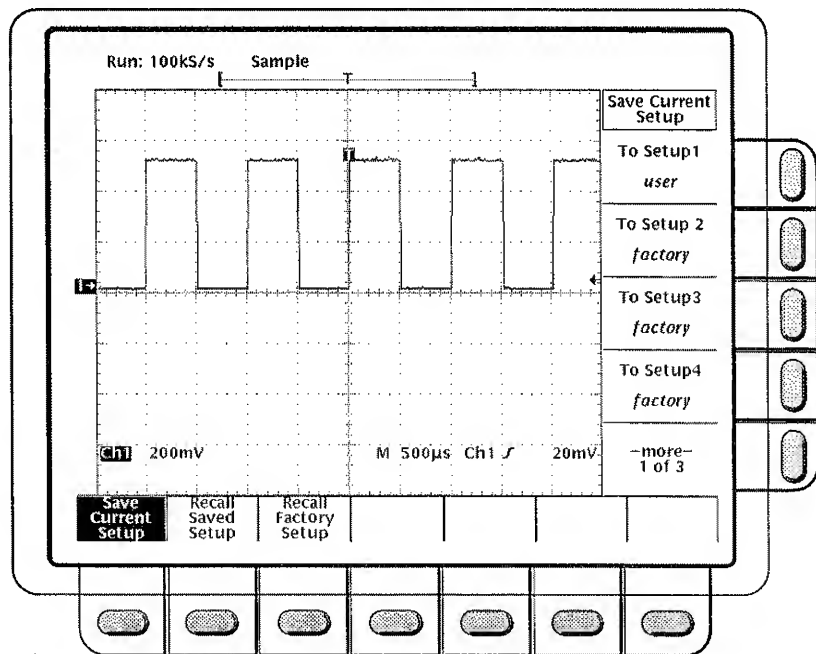 Run: 100kS/s Sample
[ T ]
Save Current
Setup
To Setup1
user
T
To Setup 2
factory
1→
To Setup3
factory
To Setup4
factory
Ch1 200mV M 500µs Ch1 ƒ 20mV
–more–
1 of 3
Save
Current
Setup
Recall
Saved
Setup
Recall
Factory
Setup